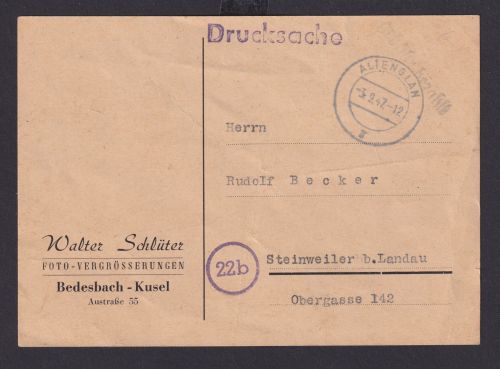 Drucksache
ALTENGLAN
-3.9.47.-12
a
Herrn
Rudolf Becker
22b
Steinweiler b.Landau
Obergasse 142
Walter Schlüter
FOTO-VERGRÖSSERUNGEN
Bedesbach - Kusel
Austraße 55